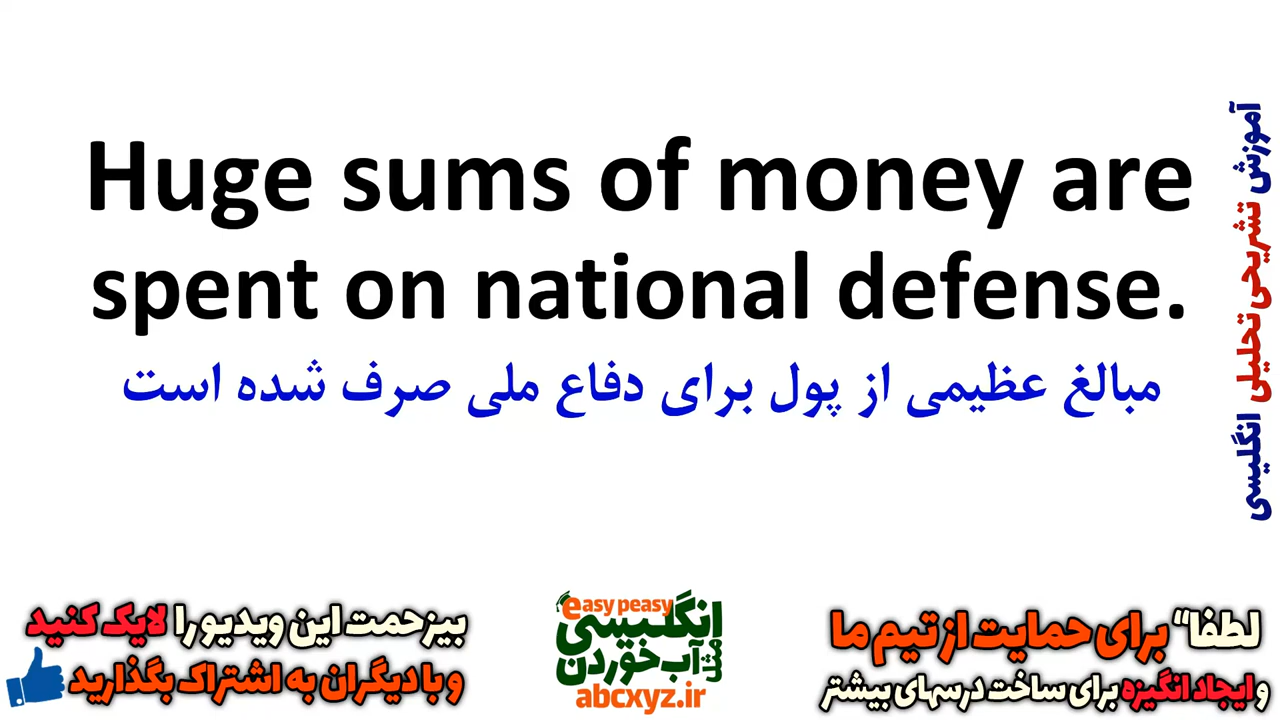 Huge sums of money are
spent on national defense.
مبالغ عظیمی از پول برای دفاع ملی صرف شده است
آموزش تشریحی تحلیلی انگلیسی
لطفا" برای حمایت از تیم ما
و ایجاد انگیزه برای ساخت درسهای بیشتر
easy peasy
انگلیسی
مثل آب خوردن
abcxyz.ir
بیزحمت این ویدیو را لایک کنید
و با دیگران به اشتراک بگذارید